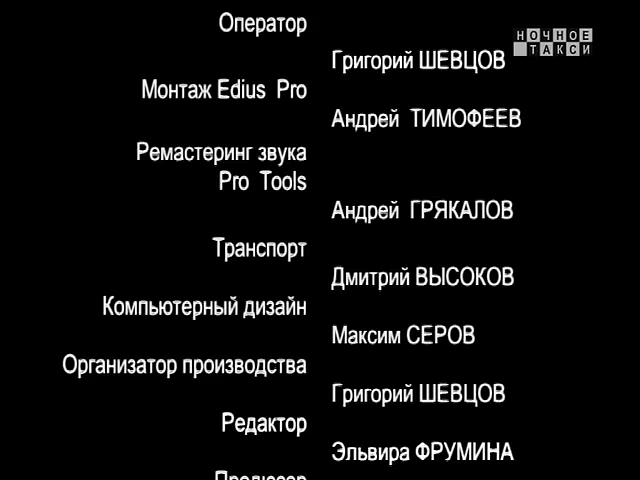 Оператор
НОЧНОЕ
ТАКСИ
Григорий ШЕВЦОВ
Монтаж Edius Pro
Андрей ТИМОФЕЕВ
Ремастеринг звука
Pro Tools
Андрей ГРЯКАЛОВ
Транспорт
Дмитрий ВЫСОКОВ
Компьютерный дизайн
Максим СЕРОВ
Организатор производства
Григорий ШЕВЦОВ
Редактор
Эльвира ФРУМИНА
Продюсер